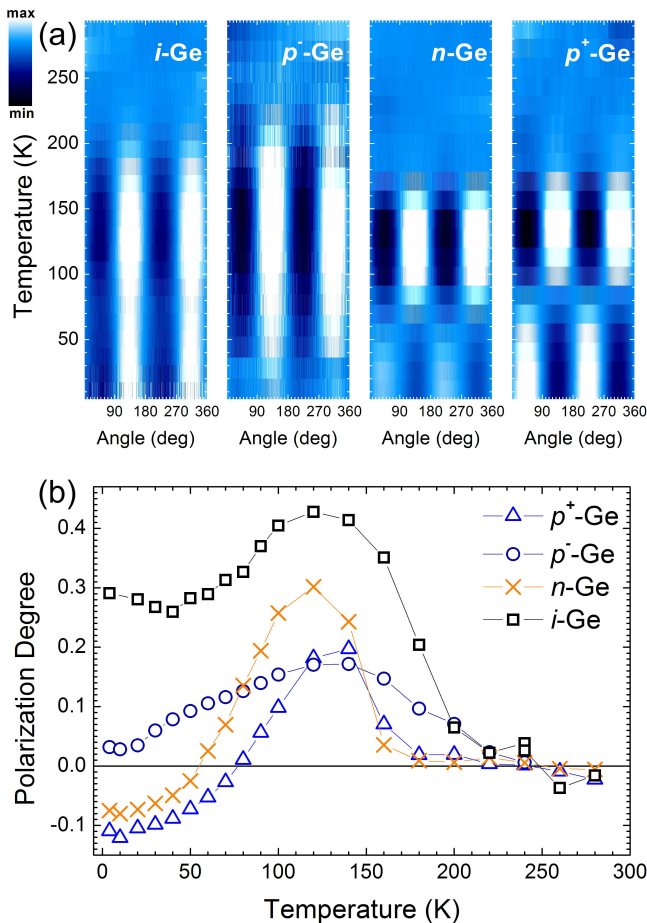 max
min
(a)
i-Ge
p⁻-Ge
n-Ge
p⁺-Ge
Temperature (K)
250
200
150
100
50
90 180 270 360
90 180 270 360
90 180 270 360
90 180 270 360
Angle (deg)
Angle (deg)
Angle (deg)
Angle (deg)
(b)
Polarization Degree
0.4
0.3
0.2
0.1
0.0
-0.1
p⁺-Ge
p⁻-Ge
n-Ge
i-Ge
0 50 100 150 200 250 300
Temperature (K)